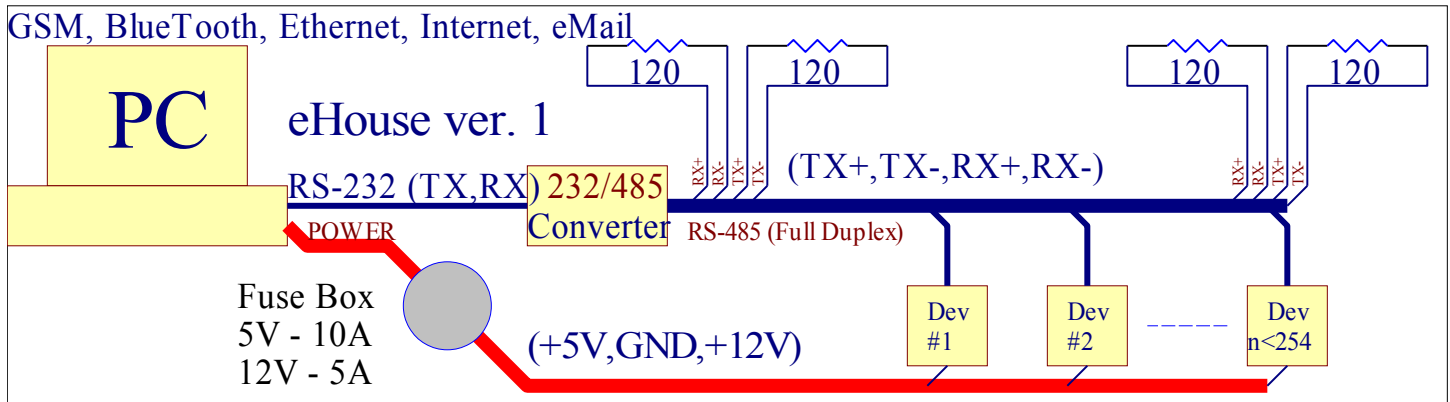 GSM, BlueTooth, Ethernet, Internet, eMail
120
120
120
120
PC
eHouse ver. 1
RX+
RX-
TX+
TX-
(TX+,TX-,RX+,RX-)
RX+
RX-
TX+
TX-
RS-232 (TX,RX)
232/485
Converter
POWER
RS-485 (Full Duplex)
Fuse Box
5V - 10A
12V - 5A
(+5V,GND,+12V)
Dev
#1
Dev
#2
Dev
n<254